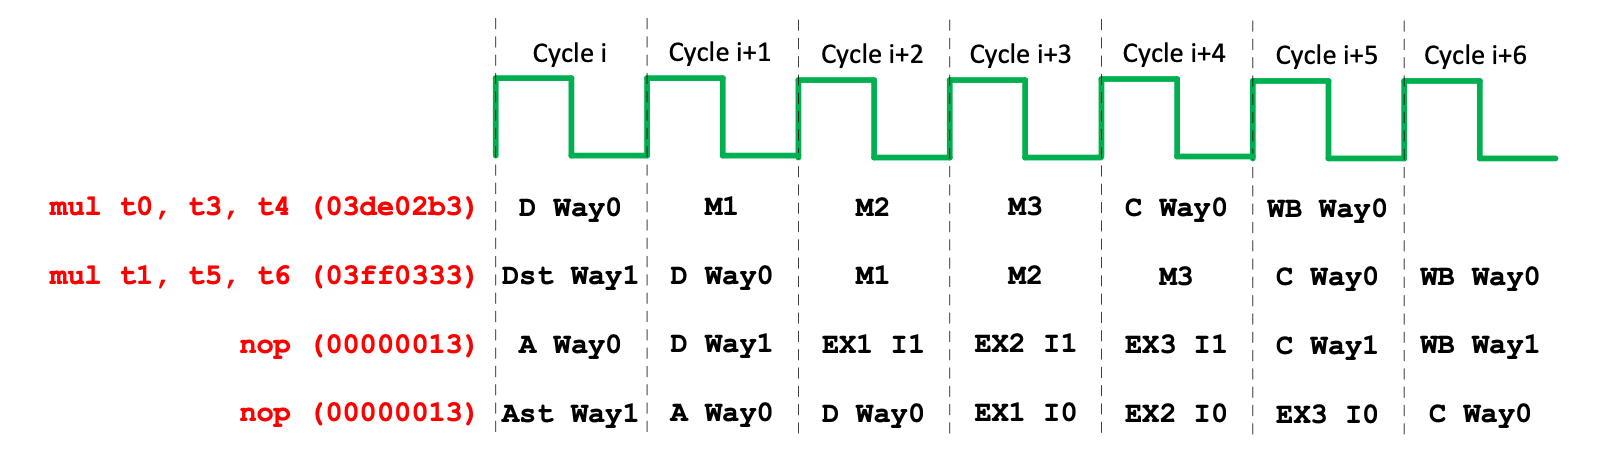 Cycle i Cycle i+1 Cycle i+2 Cycle i+3 Cycle i+4 Cycle i+5 Cycle i+6
mul t0, t3, t4 (03de02b3) D Way0 M1 M2 M3 C Way0 WB Way0
mul t1, t5, t6 (03ff0333) Dst Way1 D Way0 M1 M2 M3 C Way0 WB Way0
nop (00000013) A Way0 D Way1 EX1 I1 EX2 I1 EX3 I1 C Way1 WB Way1
nop (00000013) Ast Way1 A Way0 D Way0 EX1 I0 EX2 I0 EX3 I0 C Way0